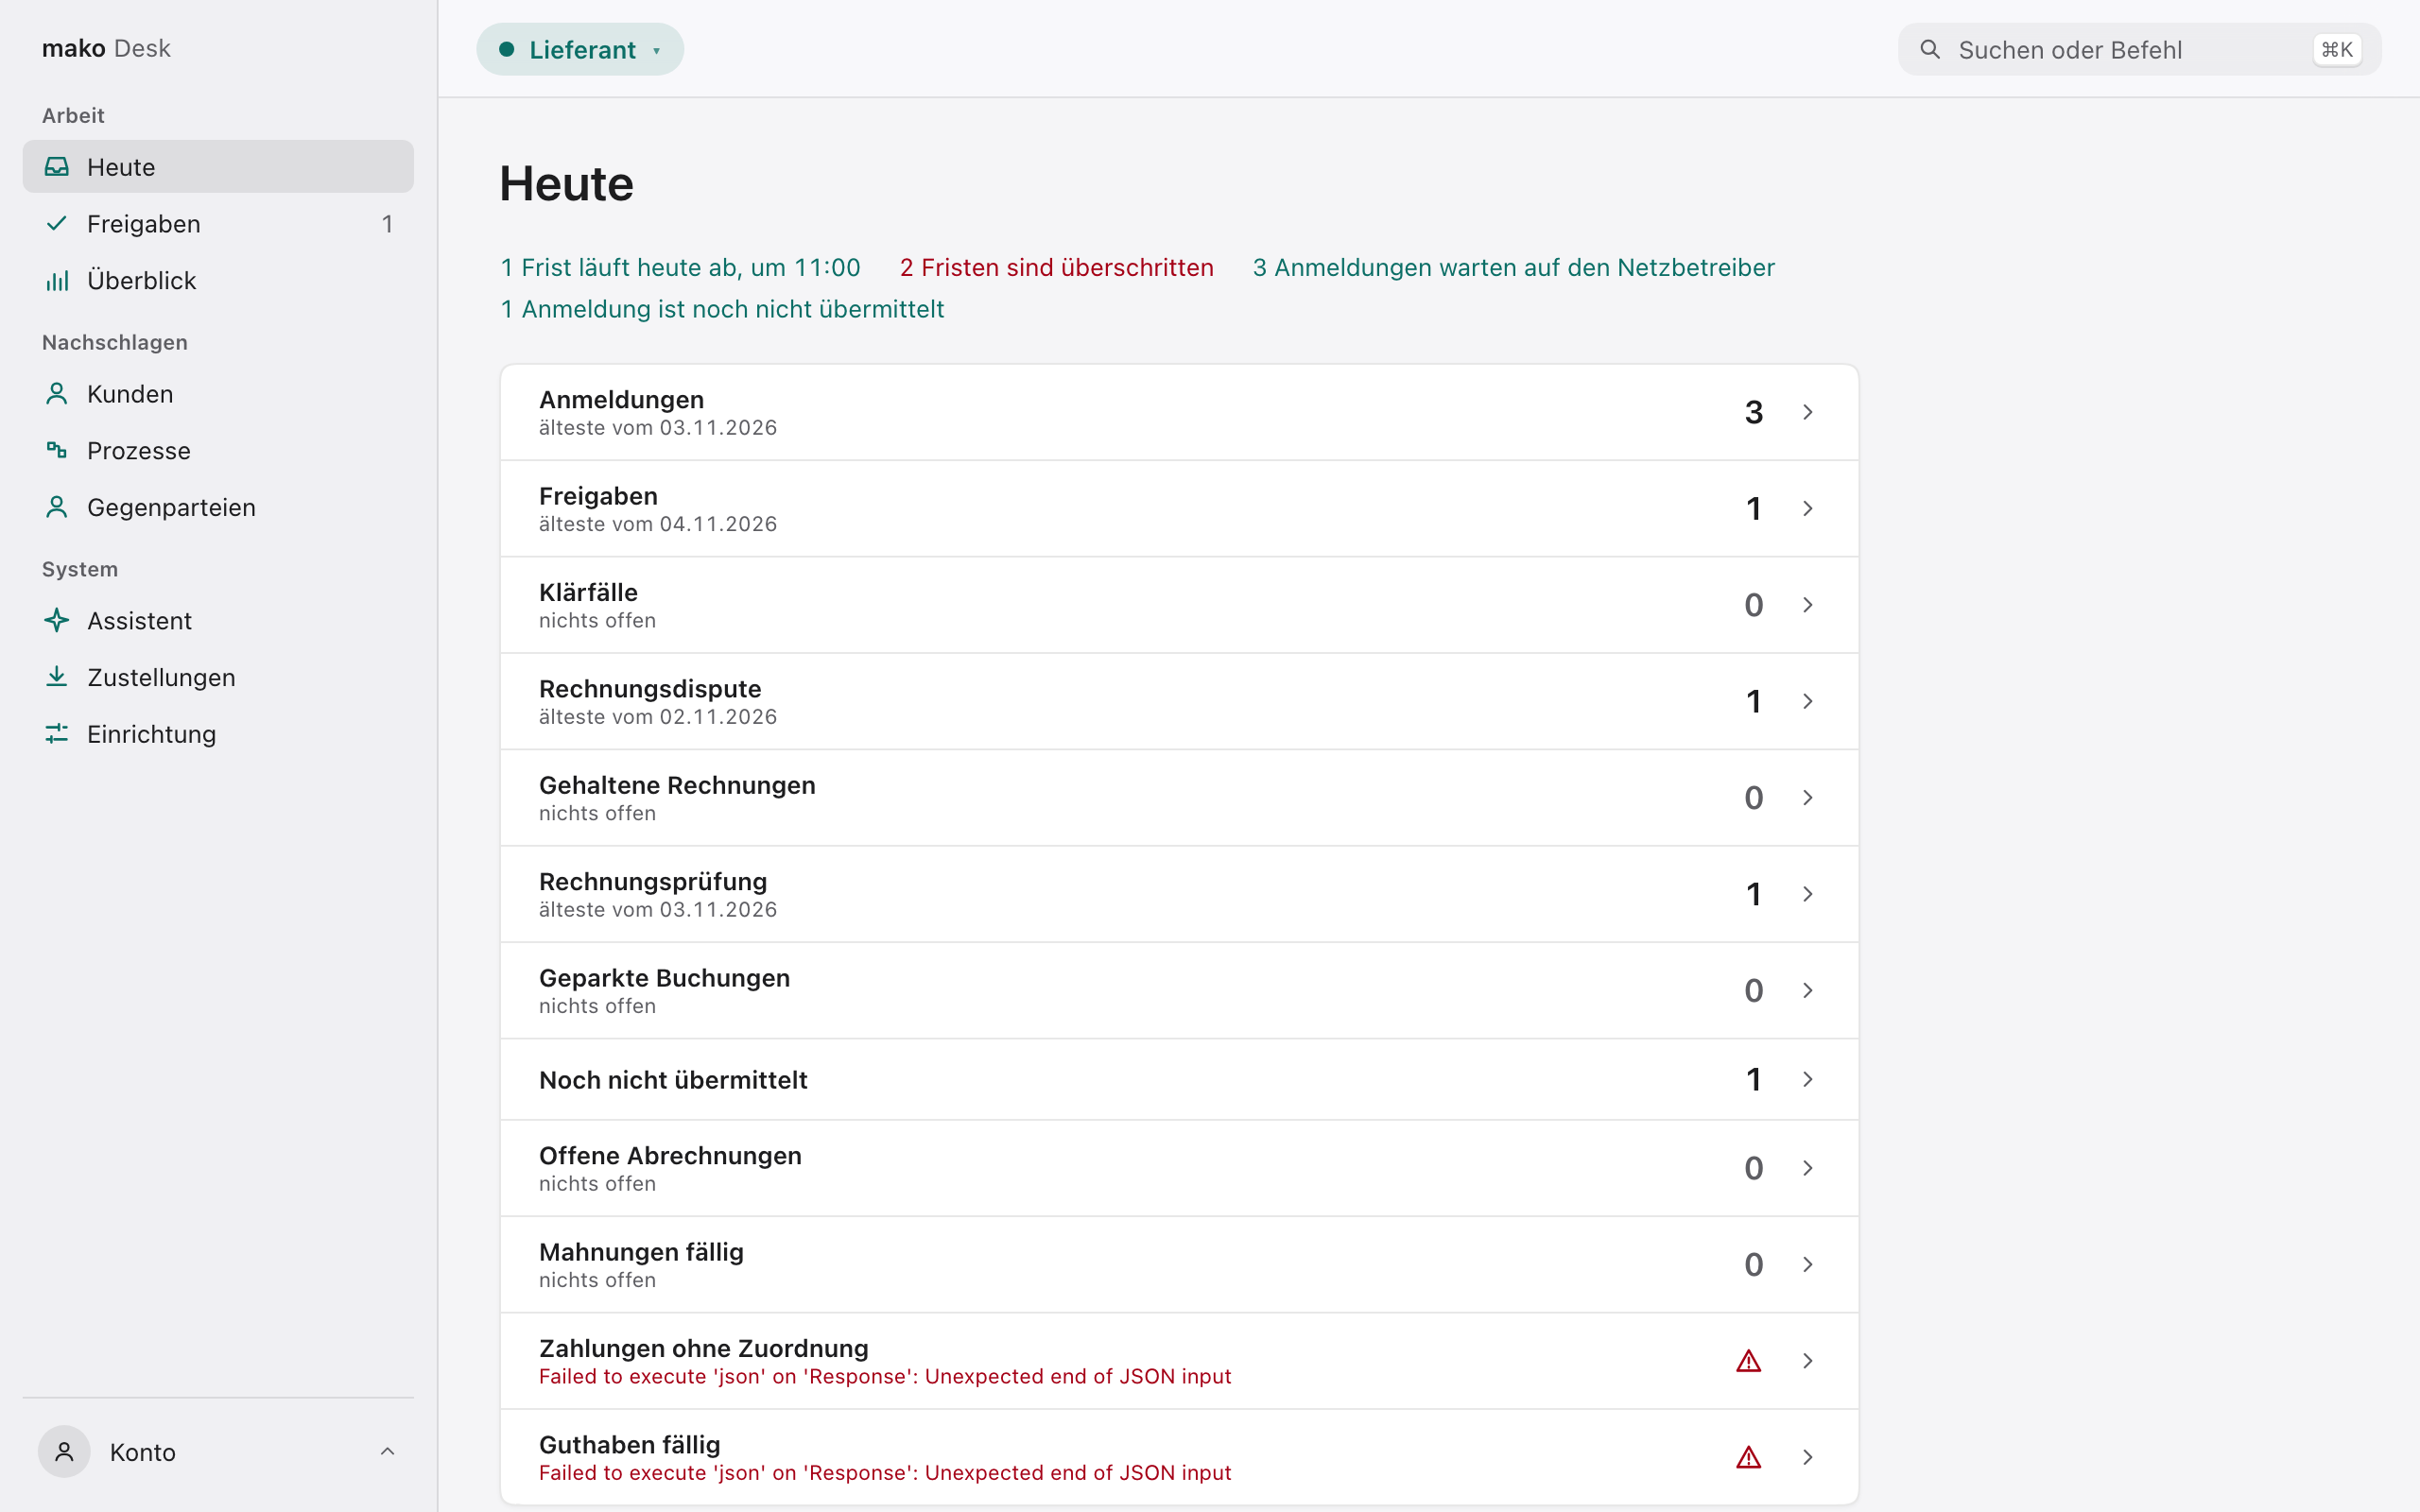 mako Desk
Arbeit
Heute
Freigaben 1
Überblick
Nachschlagen
Kunden
Prozesse
Gegenparteien
System
Assistent
Zustellungen
Einrichtung
Konto
Lieferant
Suchen oder Befehl ⌘K
Heute
1 Frist läuft heute ab, um 11:00 2 Fristen sind überschritten 3 Anmeldungen warten auf den Netzbetreiber
1 Anmeldung ist noch nicht übermittelt
Anmeldungen 3
älteste vom 03.11.2026
Freigaben 1
älteste vom 04.11.2026
Klärfälle 0
nichts offen
Rechnungsdispute 1
älteste vom 02.11.2026
Gehaltene Rechnungen 0
nichts offen
Rechnungsprüfung 1
älteste vom 03.11.2026
Geparkte Buchungen 0
nichts offen
Noch nicht übermittelt 1
Offene Abrechnungen 0
nichts offen
Mahnungen fällig 0
nichts offen
Zahlungen ohne Zuordnung
Failed to execute 'json' on 'Response': Unexpected end of JSON input
Guthaben fällig
Failed to execute 'json' on 'Response': Unexpected end of JSON input